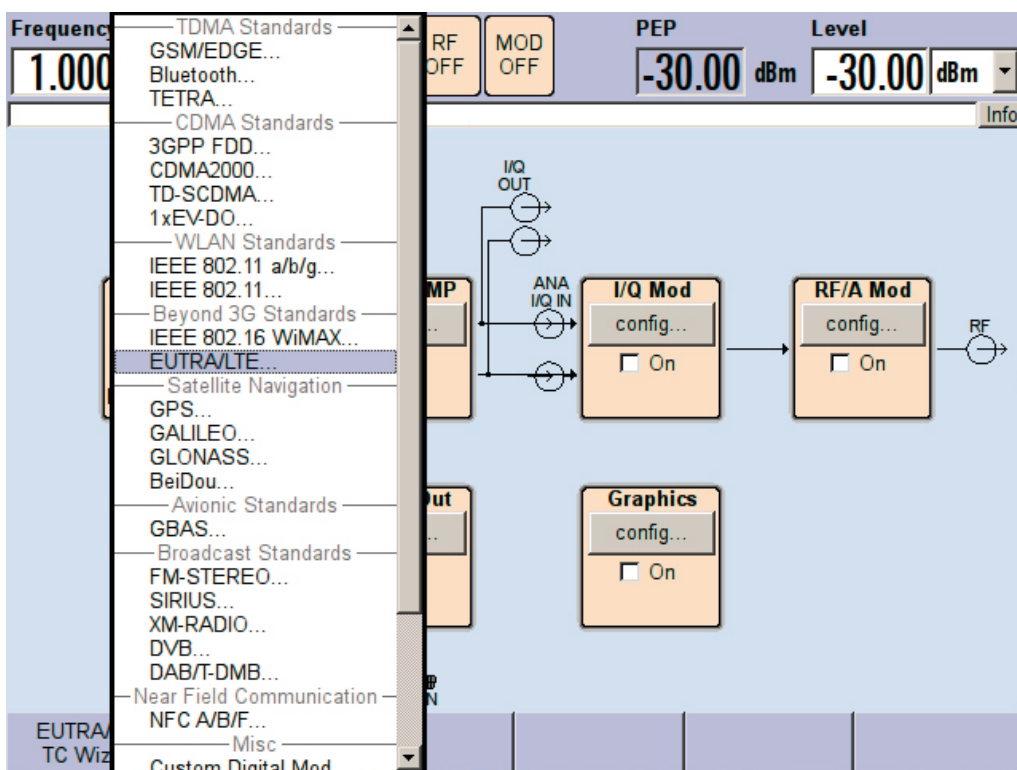 Frequenc
1.000
RF
OFF
MOD
OFF
PEP
-30.00 dBm
Level
-30.00 dBm
Info
TDMA Standards
GSM/EDGE...
Bluetooth...
TETRA...
CDMA Standards
3GPP FDD...
CDMA2000...
TD-SCDMA...
1xEV-DO...
WLAN Standards
IEEE 802.11 a/b/g...
IEEE 802.11...
Beyond 3G Standards
IEEE 802.16 WiMAX...
EUTRA/LTE...
Satellite Navigation
GPS...
GALILEO...
GLONASS...
BeiDou...
Avionic Standards
GBAS...
Broadcast Standards
FM-STEREO...
SIRIUS...
XM-RADIO...
DVB...
DAB/T-DMB...
Near Field Communication
NFC A/B/F...
Misc
Custom Digital Mod
I/Q
OUT
MP
..
ANA
I/Q IN
I/Q Mod
config...
On
RF/A Mod
config...
On
RF
ut
..
Graphics
config...
On
N
EUTRA/
TC Wiz